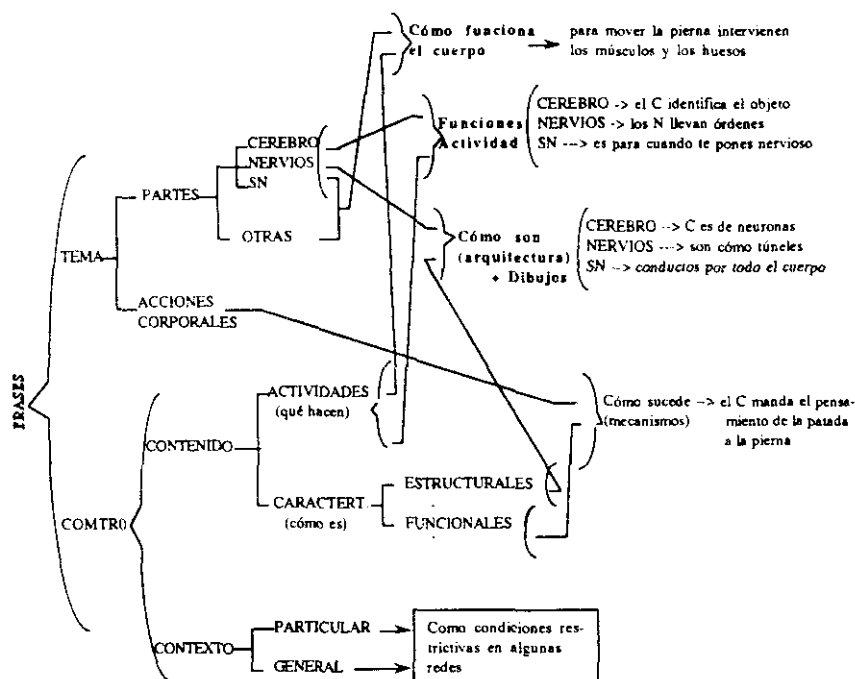 Cómo funciona
el cuerpo
para mover la pierna intervienen
los músculos y los huesos
Funciones
Actividad
CEREBRO -> el C identifica el objeto
NERVIOS -> los N llevan órdenes
SN ---> es para cuando te pones nervioso
CEREBRO
NERVIOS
SN
PARTES
OTRAS
TEMA
ACCIONES
CORPORALES
Cómo son
(arquitectura)
+ Dibujos
CEREBRO --> C es de neuronas
NERVIOS ---> son cómo túneles
SN --> conductos por todo el cuerpo
FRASES
ACTIVIDADES
(qué hacen)
CONTENIDO
CARACTERT.
(cómo es)
ESTRUCTURALES
FUNCIONALES
Cómo sucede --> el C manda el pensa-
(mecanismos) miento de la patada
a la pierna
COMTRO
CONTEXTO
PARTICULAR
GENERAL
Como condiciones res-
trictivas en algunas
redes